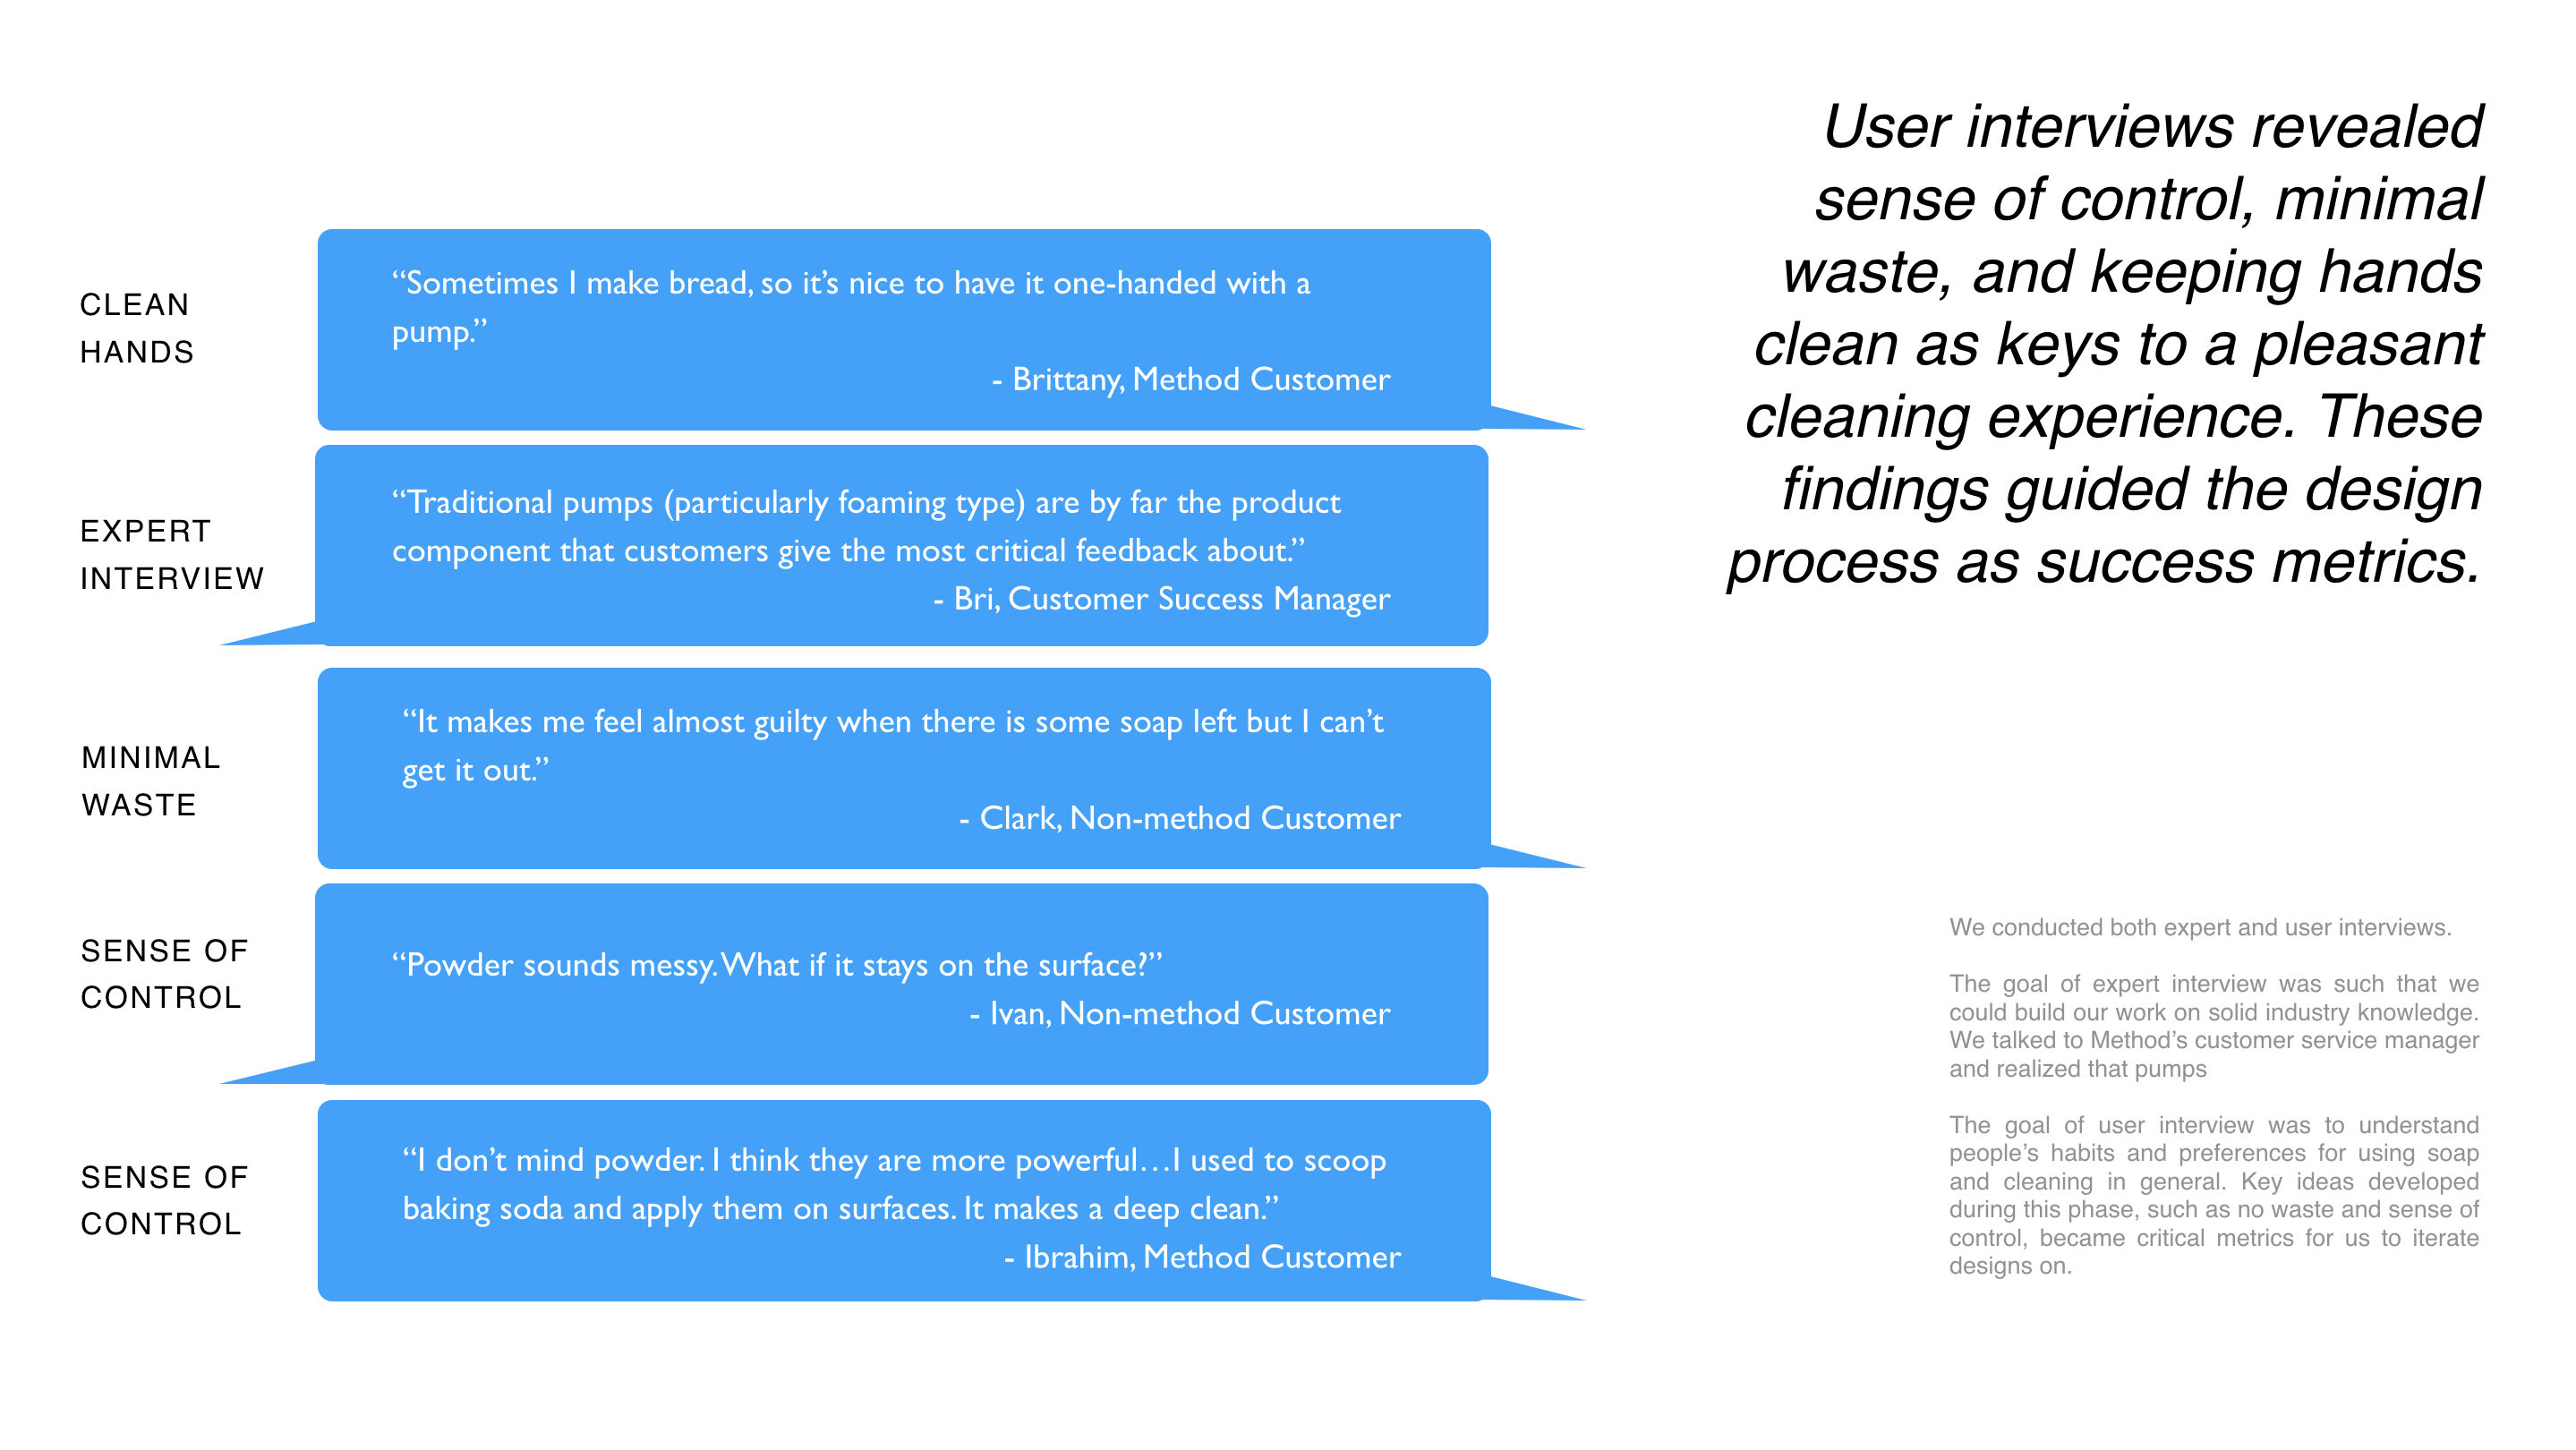 CLEAN
HANDS
“Sometimes I make bread, so it’s nice to have it one-handed with a
pump.”
- Brittany, Method Customer
EXPERT
INTERVIEW
“Traditional pumps (particularly foaming type) are by far the product
component that customers give the most critical feedback about.”
- Bri, Customer Success Manager
MINIMAL
WASTE
“It makes me feel almost guilty when there is some soap left but I can’t
get it out.”
- Clark, Non-method Customer
SENSE OF
CONTROL
“Powder sounds messy. What if it stays on the surface?”
- Ivan, Non-method Customer
SENSE OF
CONTROL
“I don’t mind powder. I think they are more powerful…I used to scoop
baking soda and apply them on surfaces. It makes a deep clean.”
- Ibrahim, Method Customer
User interviews revealed
sense of control, minimal
waste, and keeping hands
clean as keys to a pleasant
cleaning experience. These
findings guided the design
process as success metrics.
We conducted both expert and user interviews.
The goal of expert interview was such that we
could build our work on solid industry knowledge.
We talked to Method’s customer service manager
and realized that pumps
The goal of user interview was to understand
people’s habits and preferences for using soap
and cleaning in general. Key ideas developed
during this phase, such as no waste and sense of
control, became critical metrics for us to iterate
designs on.